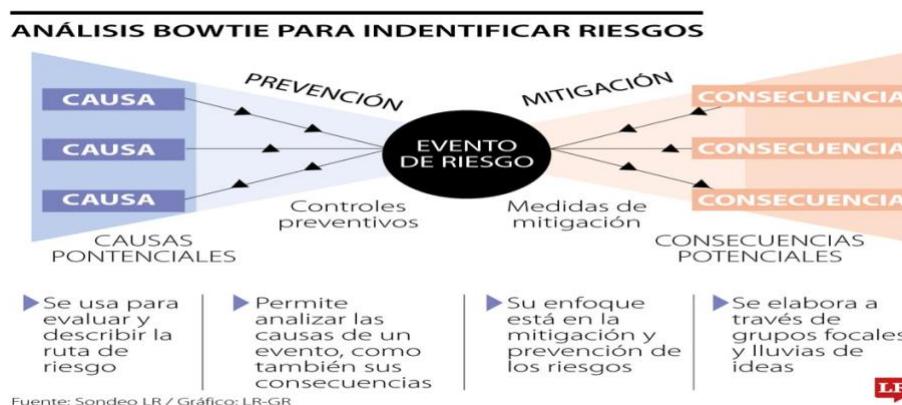 ANÁLISIS BOWTIE PARA INDENTIFICAR RIESGOS
PREVENCIÓN
MITIGACIÓN
CAUSA
CAUSA
CAUSA
EVENTO
DE RIESGO
CONSECUENCIA
CONSECUENCIA
CONSECUENCIA
Controles
preventivos
Medidas de
mitigación
CAUSAS
PONTENCIALES
CONSECUENCIAS
POTENCIALES
Se usa para
evaluar y
describir la
ruta de
riesgo
Permite
analizar las
causas de un
evento, como
también sus
consecuencias
Su enfoque
está en la
mitigación y
prevención de
los riesgos
Se elabora a
través de
grupos focales
y lluvias de
ideas
Fuente: Sondeo LR / Gráfico: LR-GR
LR